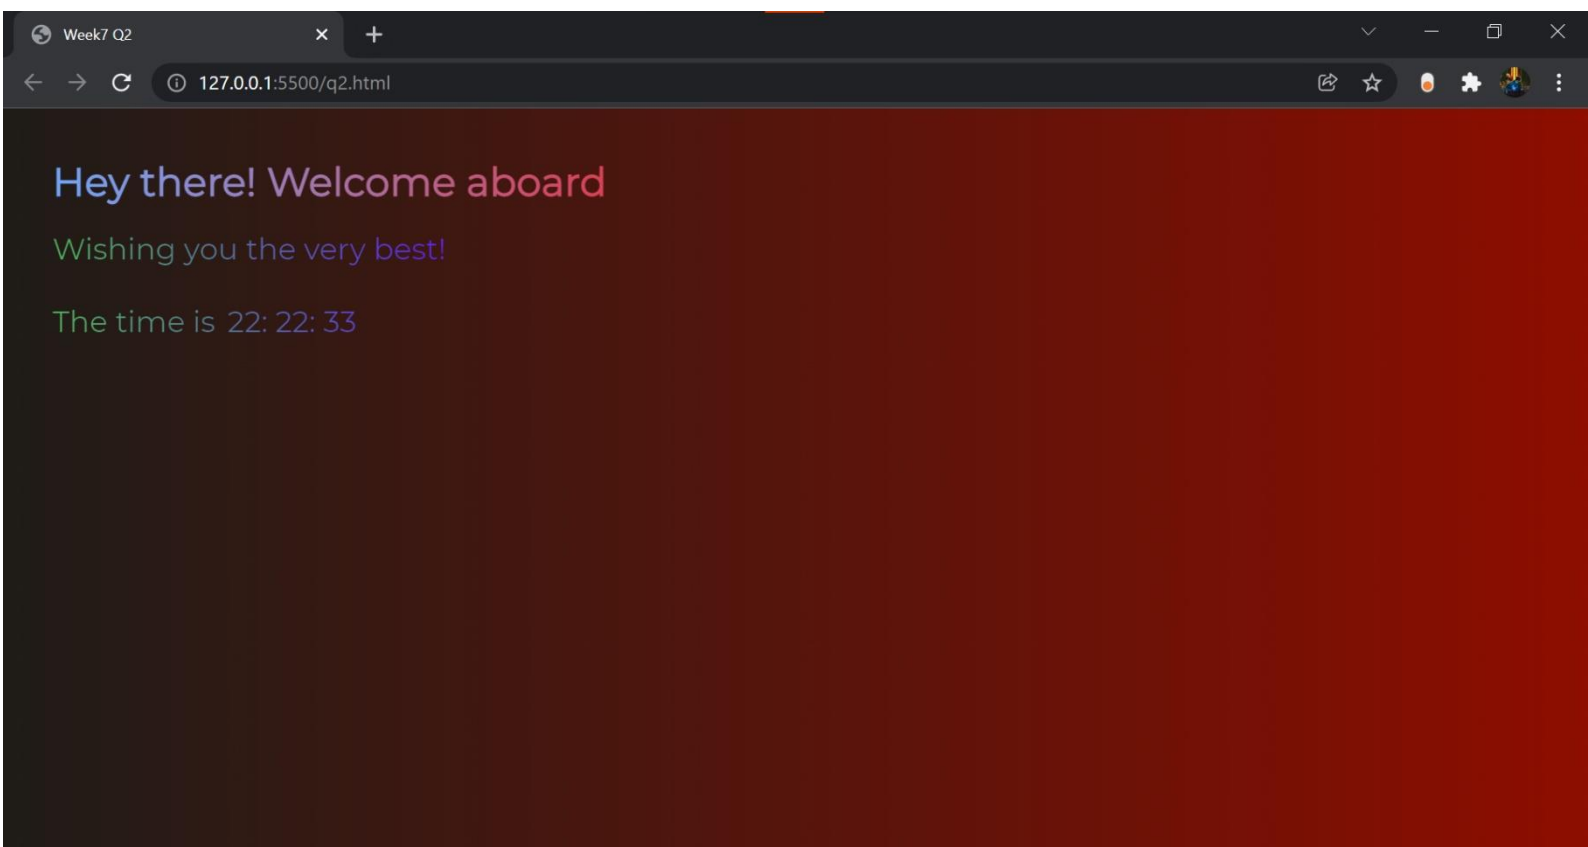 Week7 Q2
127.0.0.1:5500/q2.html
Hey there! Welcome aboard
Wishing you the very best!
The time is 22: 22: 33